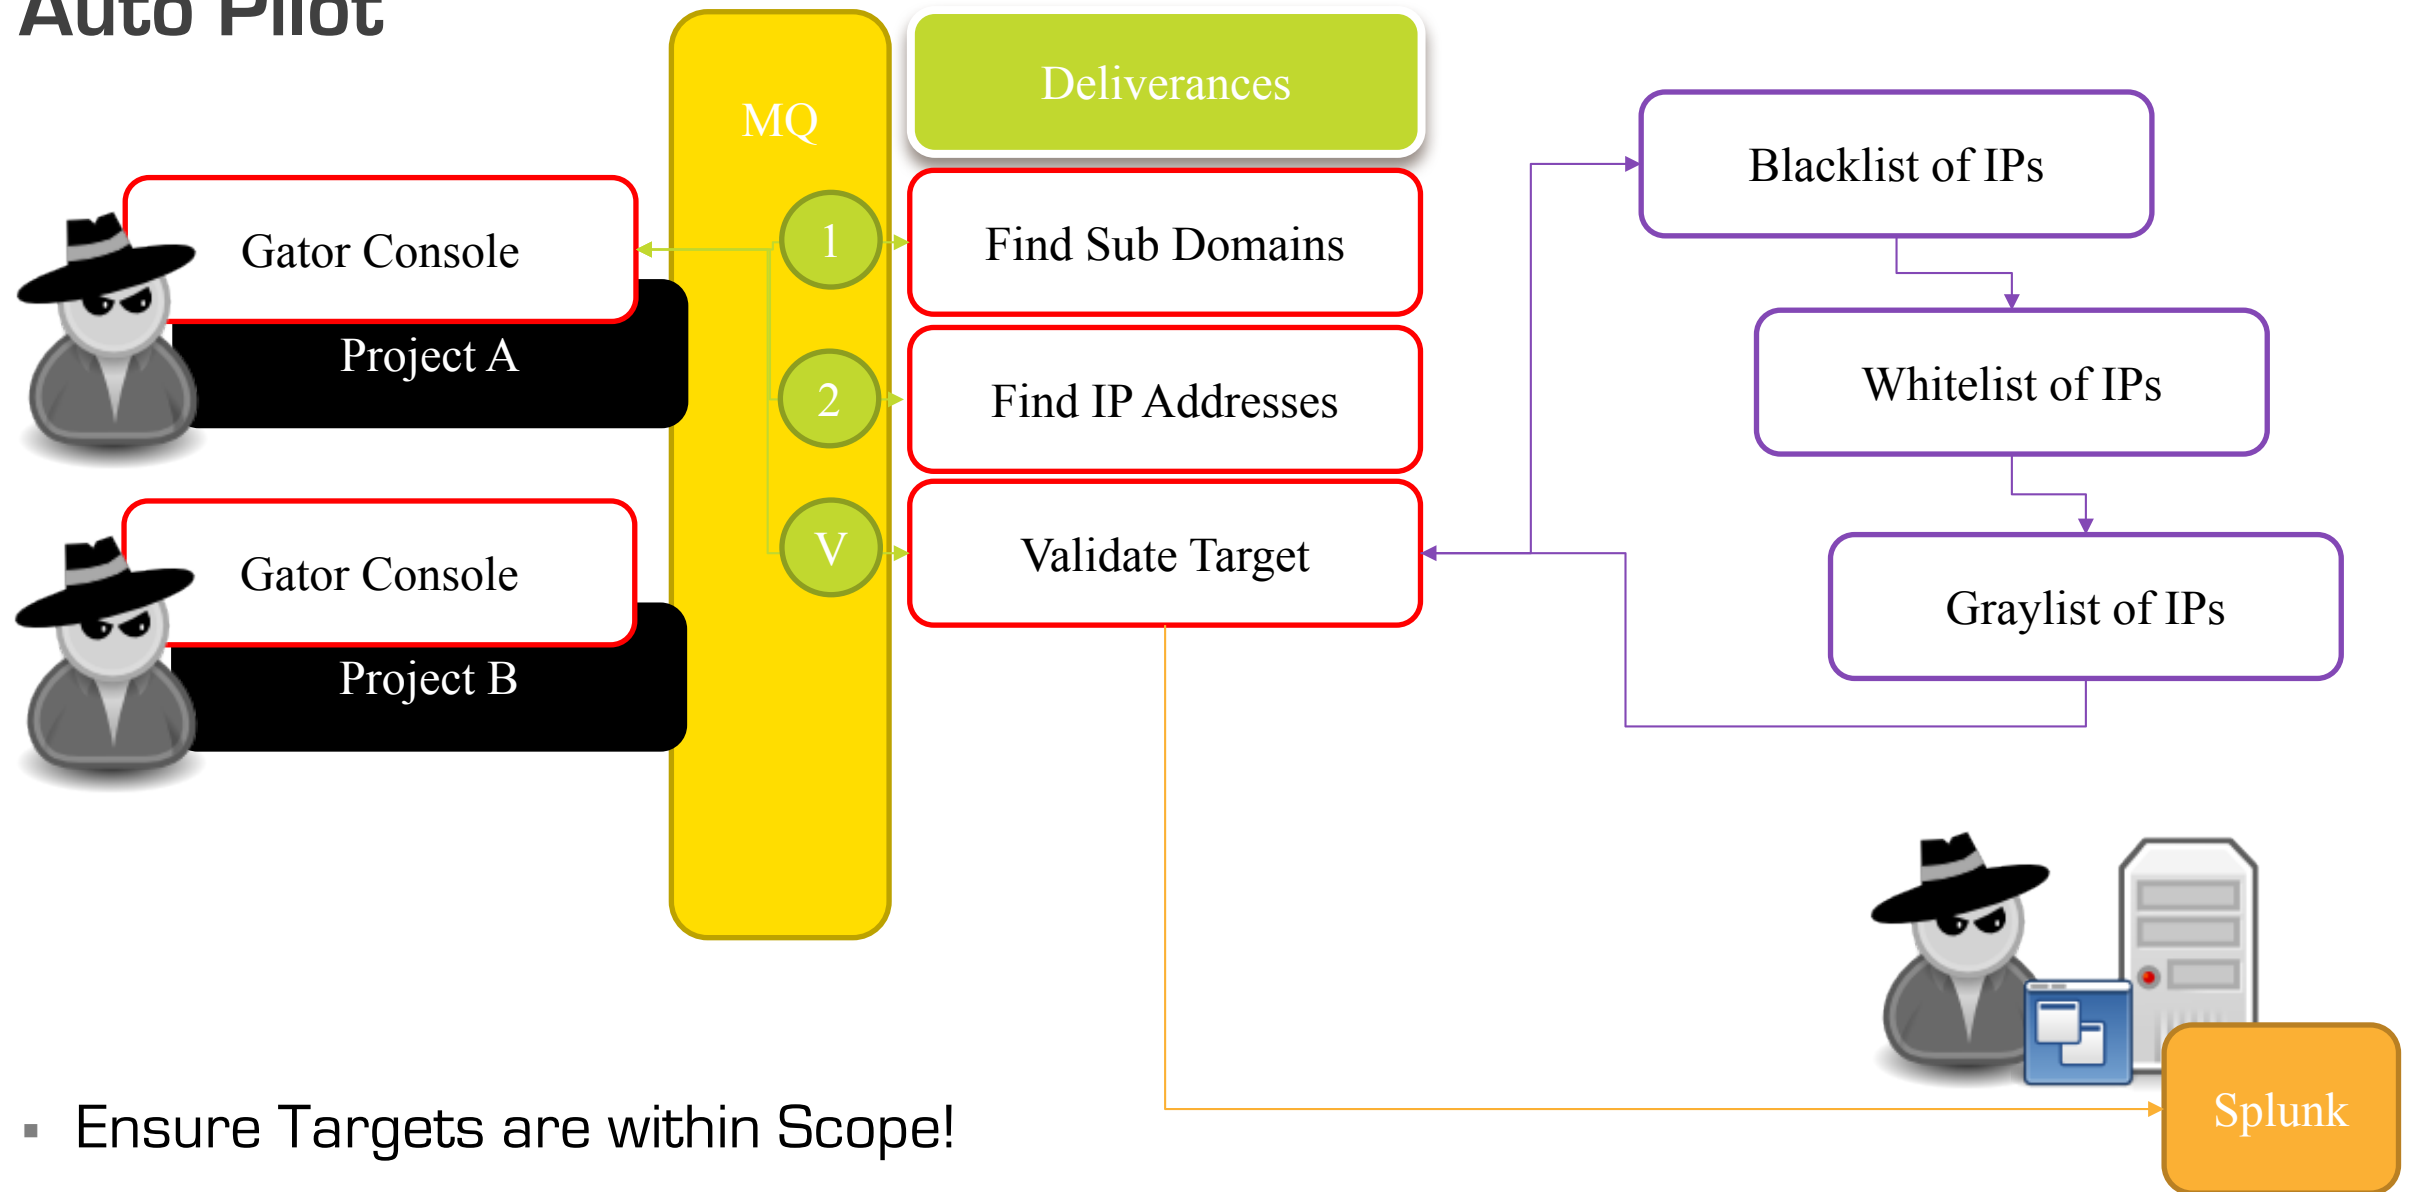 Auto Pilot
MQ
Deliverances
Gator Console
Project A
1
Find Sub Domains
2
Find IP Addresses
V
Validate Target
Gator Console
Project B
Blacklist of IPs
Whitelist of IPs
Graylist of IPs
Splunk
▪ Ensure Targets are within Scope!